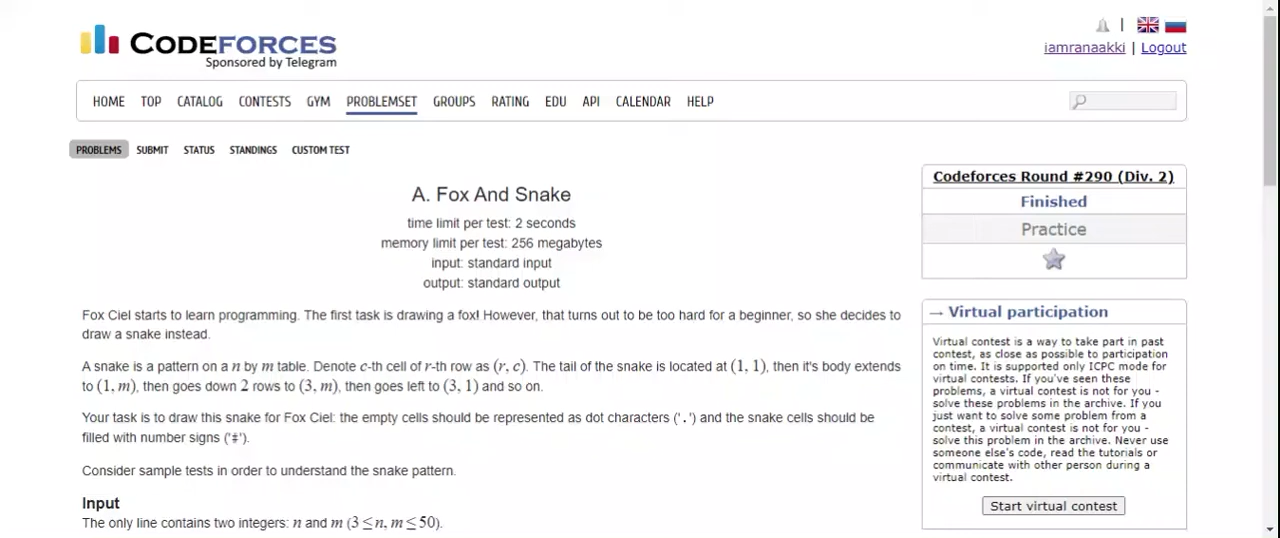 CODEFORCES
Sponsored by Telegram
|
iamranaakki | Logout
HOME TOP CATALOG CONTESTS GYM PROBLEMSET GROUPS RATING EDU API CALENDAR HELP
PROBLEMS SUBMIT STATUS STANDINGS CUSTOM TEST
A. Fox And Snake
time limit per test: 2 seconds
memory limit per test: 256 megabytes
input: standard input
output: standard output
Fox Ciel starts to learn programming. The first task is drawing a fox! However, that turns out to be too hard for a beginner, so she decides to
draw a snake instead.
A snake is a pattern on a n by m table. Denote c-th cell of r-th row as (r, c). The tail of the snake is located at (1, 1), then it's body extends
to (1, m), then goes down 2 rows to (3, m), then goes left to (3, 1) and so on.
Your task is to draw this snake for Fox Ciel: the empty cells should be represented as dot characters ('.') and the snake cells should be
filled with number signs ('#').
Consider sample tests in order to understand the snake pattern.
Input
The only line contains two integers: n and m (3 ≤ n, m ≤ 50).
Codeforces Round #290 (Div. 2)
Finished
Practice
→ Virtual participation
Virtual contest is a way to take part in past
contest, as close as possible to participation
on time. It is supported only ICPC mode for
virtual contests. If you've seen these
problems, a virtual contest is not for you -
solve these problems in the archive. If you
just want to solve some problem from a
contest, a virtual contest is not for you -
solve this problem in the archive. Never use
someone else's code, read the tutorials or
communicate with other person during a
virtual contest.
Start virtual contest